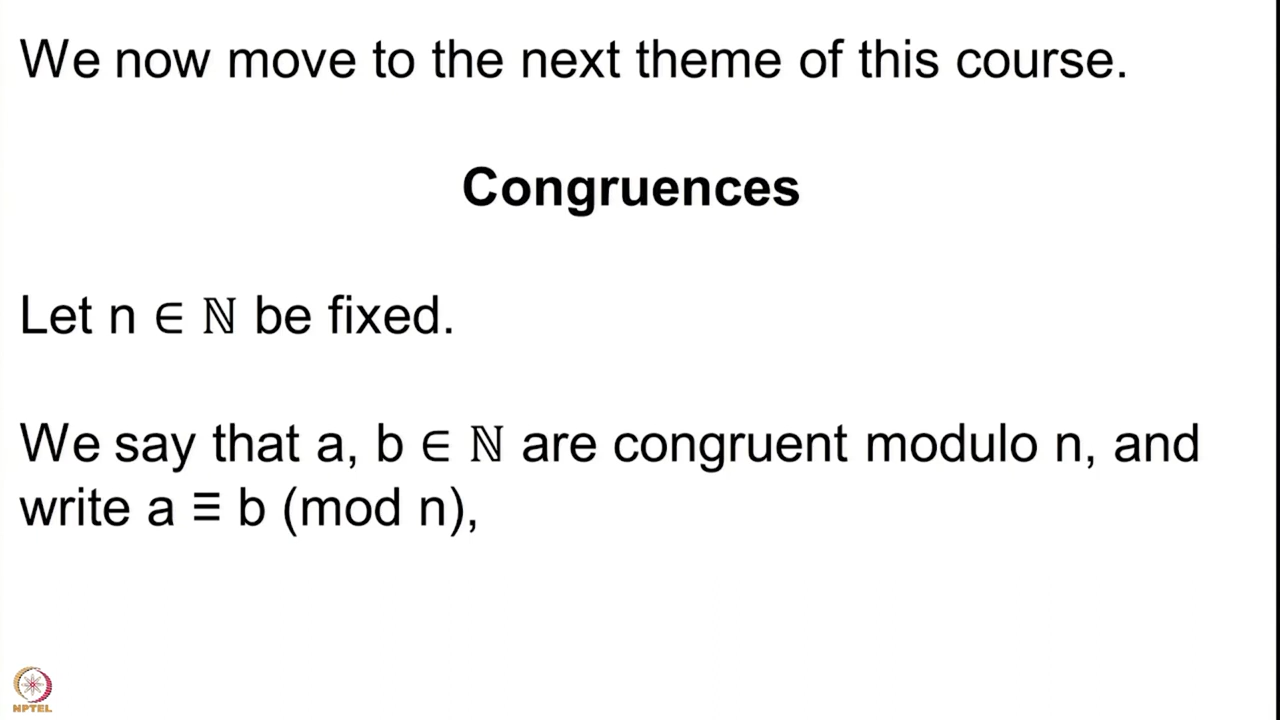 We now move to the next theme of this course.
Congruences
Let n ∈ ℕ be fixed.
We say that a, b ∈ ℕ are congruent modulo n, and
write a ≡ b (mod n),
NPTEL